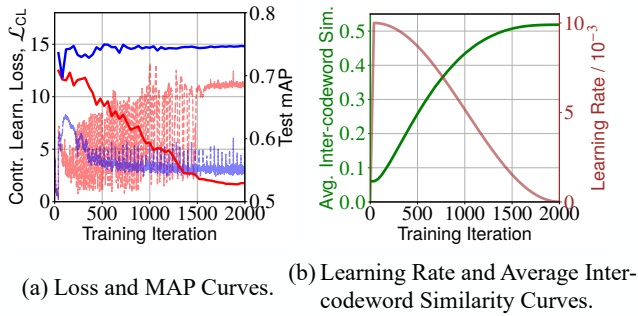 Contr. Learn. Loss, ℒCL
15
10
5
0
0.8
0.7
0.6
0.5
Test mAP
0 500 1000 1500 2000
Training Iteration
(a) Loss and MAP Curves.
Avg. Inter-codeword Sim.
0.5
0.4
0.3
0.2
0.1
0.0
10
5
0
Learning Rate / 10⁻³
0 500 1000 1500 2000
Training Iteration
(b) Learning Rate and Average Inter-
codeword Similarity Curves.